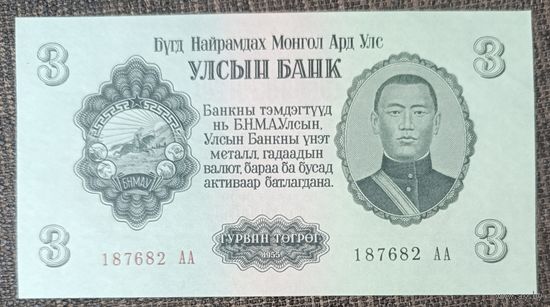 Бүгд Найрамдах Монгол Ард Улс
3
УЛСЫН БАНК
Банкны тэмдэгтүүд
нь Б.Н.М.А.Улсын,
Улсын Банкны үнэт
металл, гадаадын
валют, бараа ба бусад
активаар батлагдана.
БНМАУ
3
ГУРВАН ТӨГРӨГ
1955
3
187682 АА
187682 АА
3